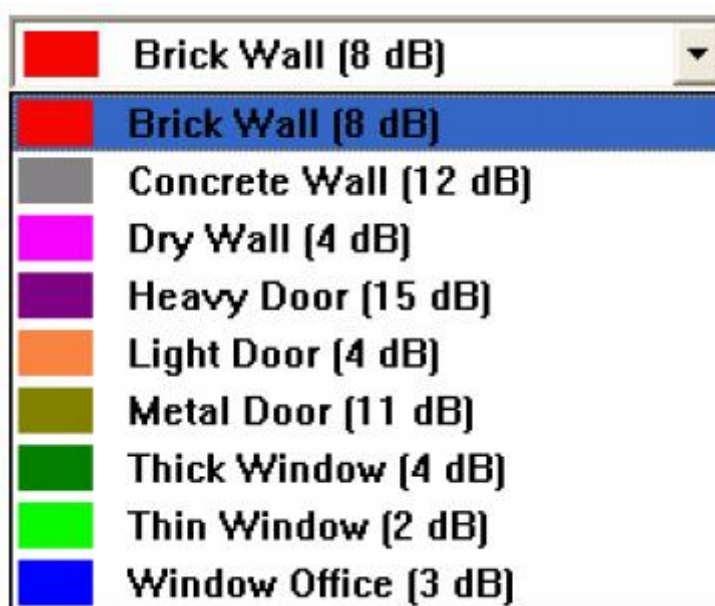 Brick Wall (8 dB)
Brick Wall (8 dB)
Concrete Wall (12 dB)
Dry Wall (4 dB)
Heavy Door (15 dB)
Light Door (4 dB)
Metal Door (11 dB)
Thick Window (4 dB)
Thin Window (2 dB)
Window Office (3 dB)